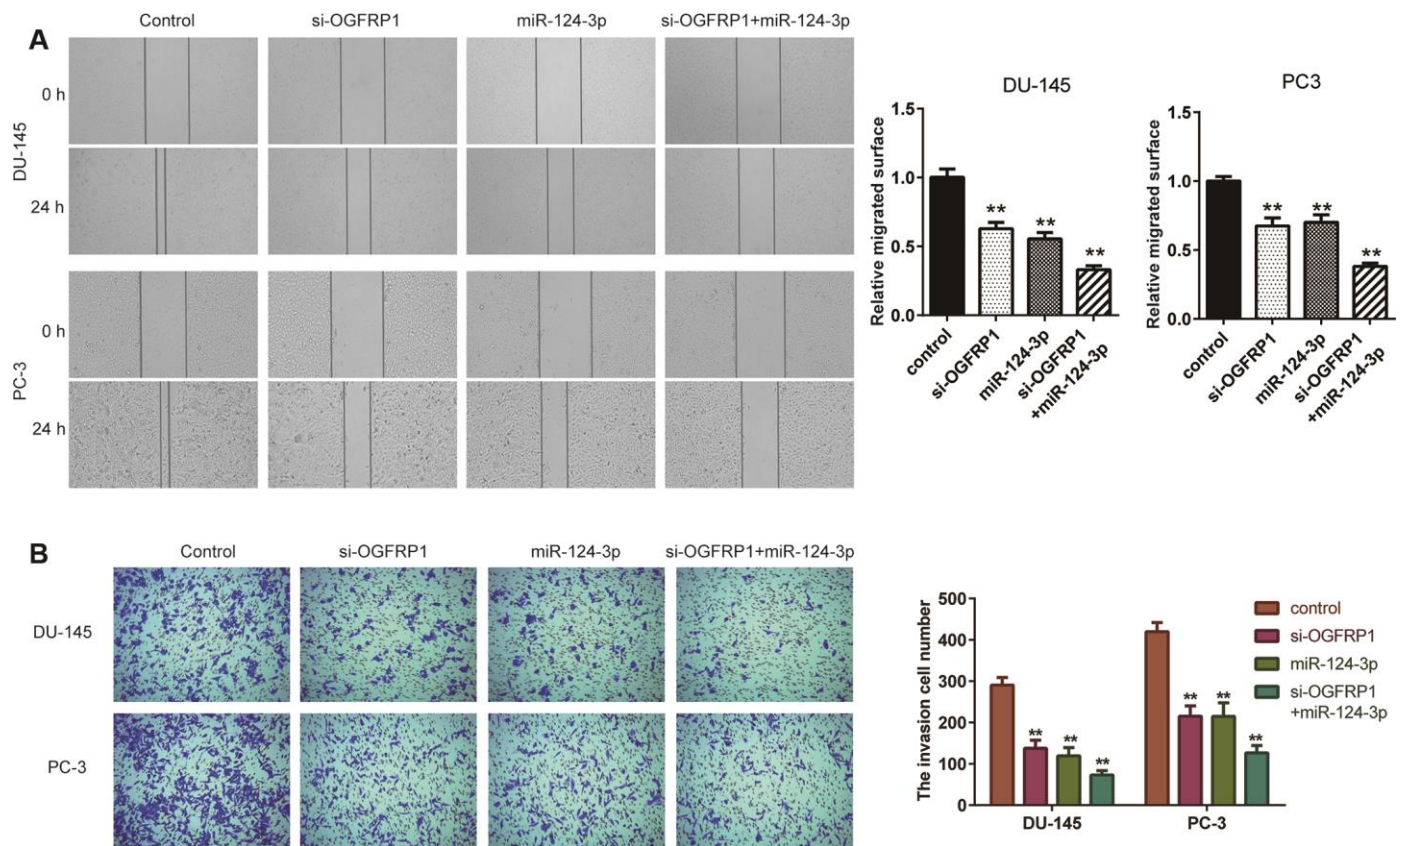 A
Control
si-OGFRP1
miR-124-3p
si-OGFRP1+miR-124-3p
DU-145
0 h
24 h
PC-3
0 h
24 h
DU-145
Relative migrated surface
1.5
1.0
0.5
0.0
**
**
**
control
si-OGFRP1
miR-124-3p
si-OGFRP1
+miR-124-3p
PC3
Relative migrated surface
1.5
1.0
0.5
0.0
**
**
**
control
si-OGFRP1
miR-124-3p
si-OGFRP1
+miR-124-3p
B
Control
si-OGFRP1
miR-124-3p
si-OGFRP1+miR-124-3p
DU-145
PC-3
The invasion cell number
500
400
300
200
100
0
**
**
**
**
**
**
DU-145
PC-3
control
si-OGFRP1
miR-124-3p
si-OGFRP1
+miR-124-3p